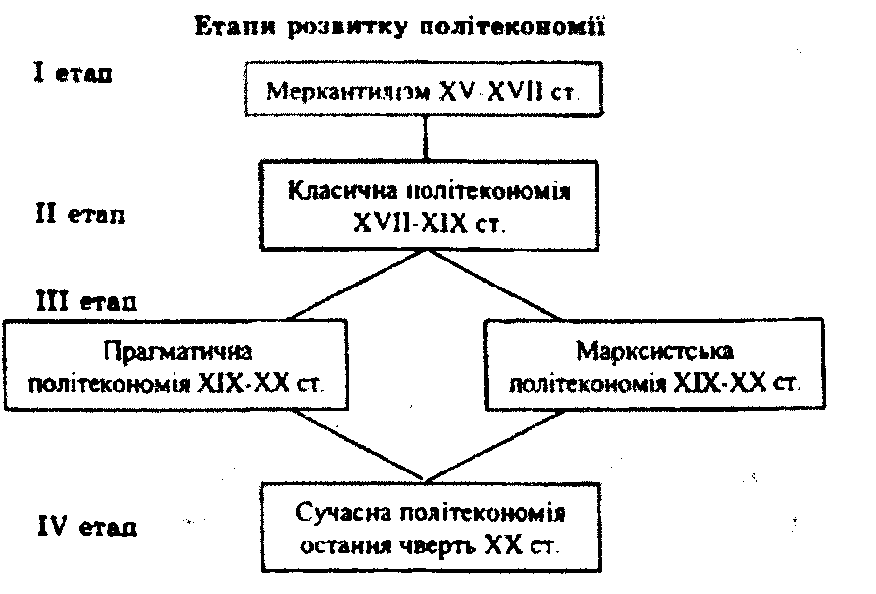 Етапи розвитку політекономії
I етап
Меркантилізм XV-XVII ст.
II етап
Класична політекономія
XVII-XIX ст.
III етап
Прагматична
політекономія XIX-XX ст.
Марксистська
політекономія XIX-XX ст.
IV етап
Сучасна політекономія
остання чверть XX ст.